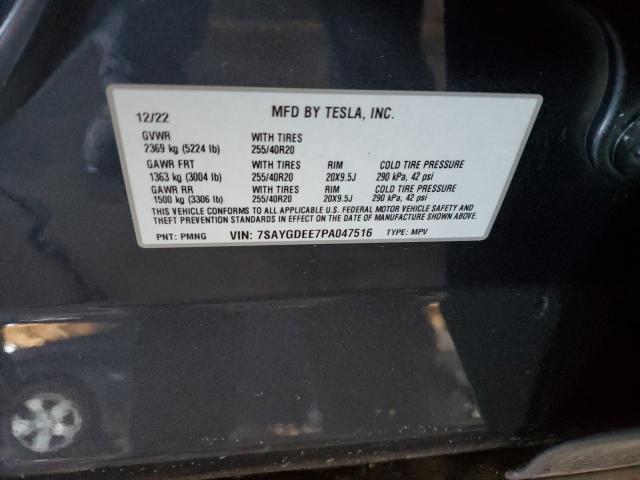 12/22 MFD BY TESLA, INC.
GVWR WITH TIRES
2369 kg (5224 lb) 255/40R20
GAWR FRT WITH TIRES RIM COLD TIRE PRESSURE
1363 kg (3004 lb) 255/40R20 20X9.5J 290 kPa, 42 psi
GAWR RR WITH TIRES RIM COLD TIRE PRESSURE
1500 kg (3306 lb) 255/40R20 20X9.5J 290 kPa, 42 psi
THIS VEHICLE CONFORMS TO ALL APPLICABLE U.S. FEDERAL MOTOR VEHICLE SAFETY AND
THEFT PREVENTION STANDARDS IN EFFECT ON THE DATE OF MANUFACTURE SHOWN ABOVE.
PNT: PMNG VIN: 7SAYGDEE7PA047516 TYPE: MPV